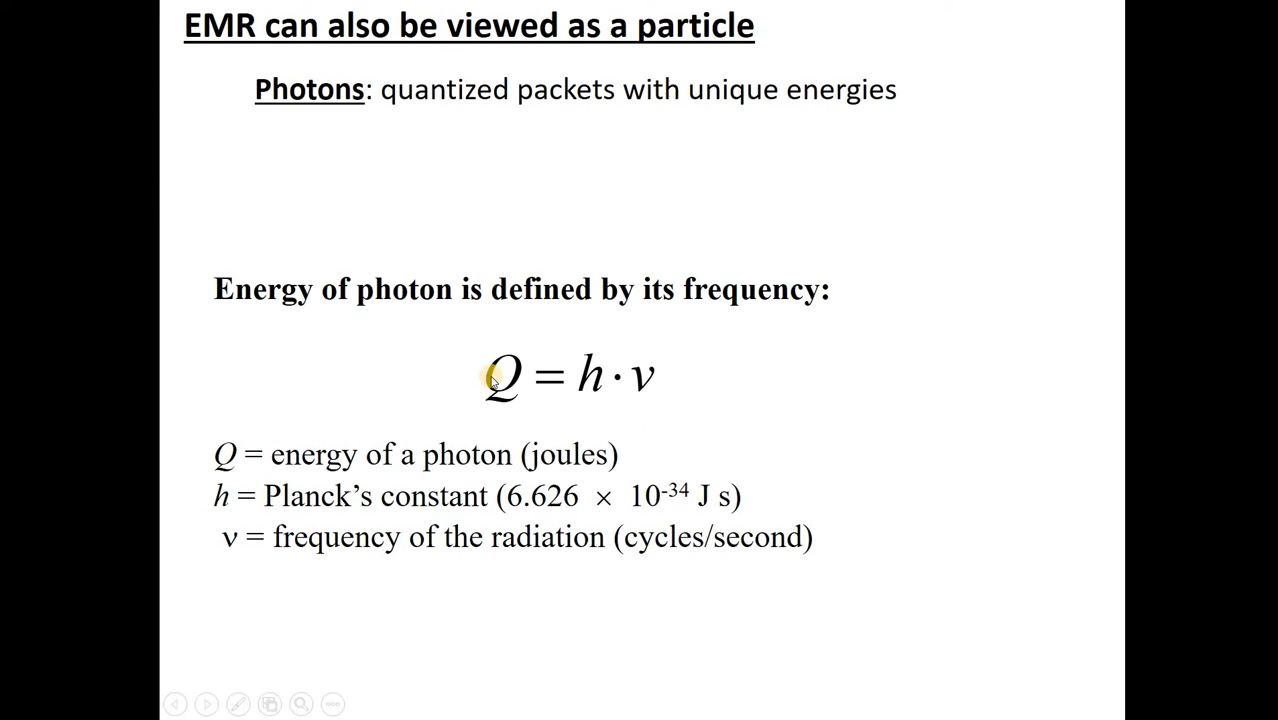 EMR can also be viewed as a particle
Photons: quantized packets with unique energies
Energy of photon is defined by its frequency:
Q = h · ν
Q = energy of a photon (joules)
h = Planck’s constant (6.626 × 10⁻³⁴ J s)
ν = frequency of the radiation (cycles/second)